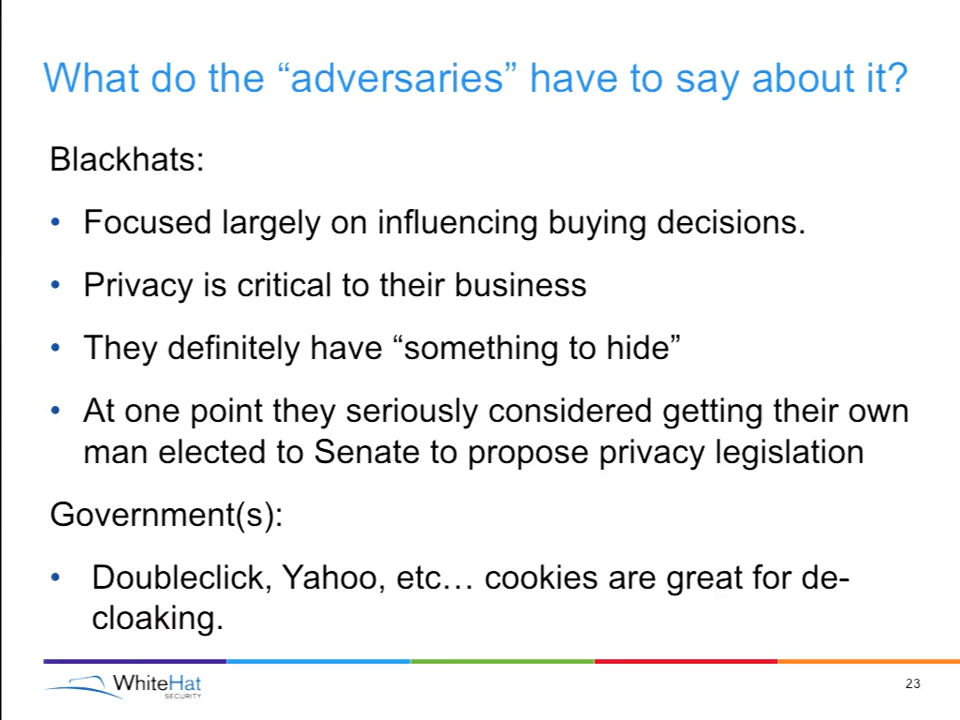 What do the “adversaries” have to say about it?
Blackhats:
• Focused largely on influencing buying decisions.
• Privacy is critical to their business
• They definitely have “something to hide”
• At one point they seriously considered getting their own
man elected to Senate to propose privacy legislation
Government(s):
• Doubleclick, Yahoo, etc… cookies are great for de-
cloaking.
WhiteHat
SECURITY
23